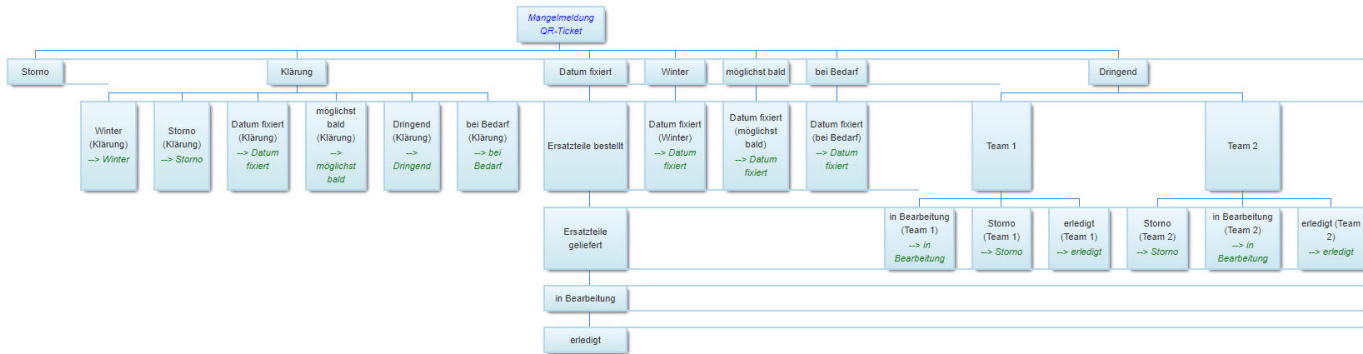 Mangelmeldung
QR-Ticket
Storno
Klärung
Datum fixiert
Winter
möglichst bald
bei Bedarf
Dringend
Winter
(Klärung)
--> Winter
Storno
(Klärung)
--> Storno
Datum fixiert
(Klärung)
--> Datum
fixiert
möglichst
bald
(Klärung)
-->
möglichst
bald
Dringend
(Klärung)
-->
Dringend
bei Bedarf
(Klärung)
--> bei
Bedarf
Ersatzteile bestellt
Datum fixiert
(Winter)
--> Datum
fixiert
Datum fixiert
(möglichst
bald)
--> Datum
fixiert
Datum fixiert
(bei Bedarf)
--> Datum
fixiert
Team 1
Team 2
Ersatzteile
geliefert
in Bearbeitung
(Team 1)
--> in
Bearbeitung
Storno
(Team 1)
--> Storno
erledigt
(Team 1)
--> erledigt
Storno
(Team 2)
--> Storno
in Bearbeitung
(Team 2)
--> in
Bearbeitung
erledigt (Team
2)
--> erledigt
in Bearbeitung
erledigt